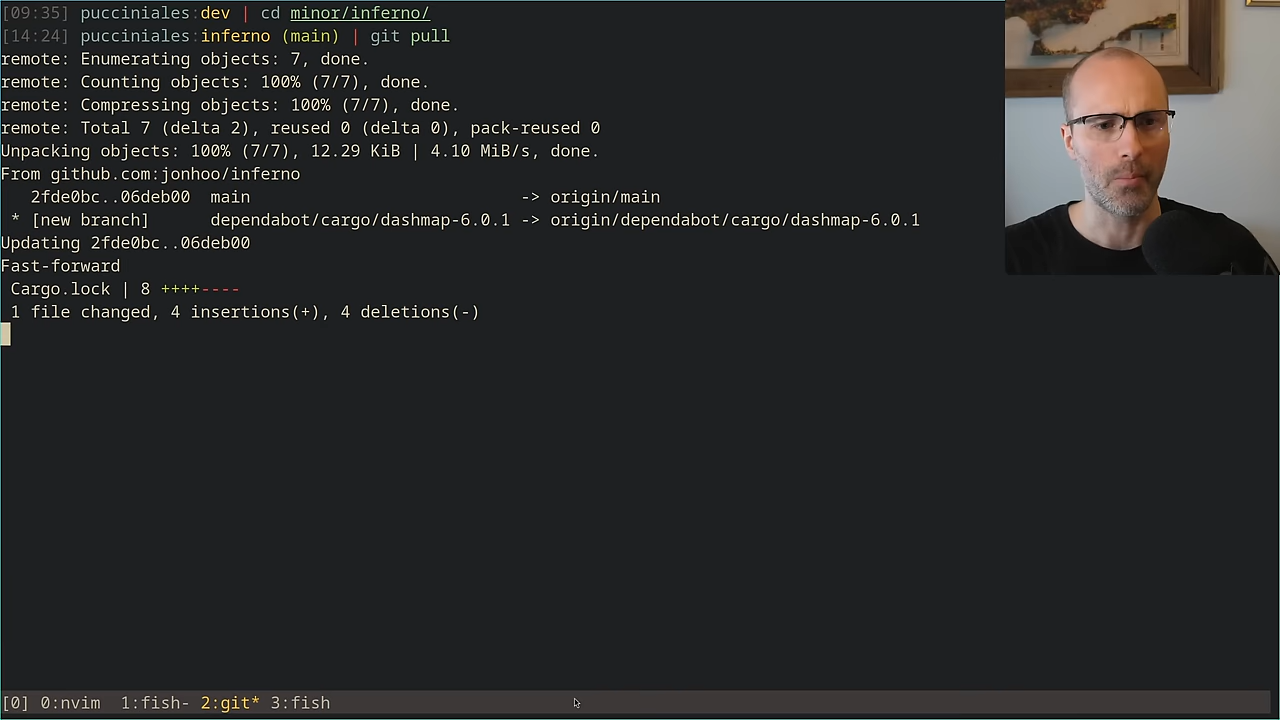 [09:35] pucciniales:dev | cd minor/inferno/
[14:24] pucciniales:inferno (main) | git pull
remote: Enumerating objects: 7, done.
remote: Counting objects: 100% (7/7), done.
remote: Compressing objects: 100% (7/7), done.
remote: Total 7 (delta 2), reused 0 (delta 0), pack-reused 0
Unpacking objects: 100% (7/7), 12.29 KiB | 4.10 MiB/s, done.
From github.com:jonhoo/inferno
   2fde0bc..06deb00  main                           -> origin/main
 * [new branch]      dependabot/cargo/dashmap-6.0.1 -> origin/dependabot/cargo/dashmap-6.0.1
Updating 2fde0bc..06deb00
Fast-forward
 Cargo.lock | 8 ++++----
 1 file changed, 4 insertions(+), 4 deletions(-)
[0] 0:nvim  1:fish- 2:git* 3:fish